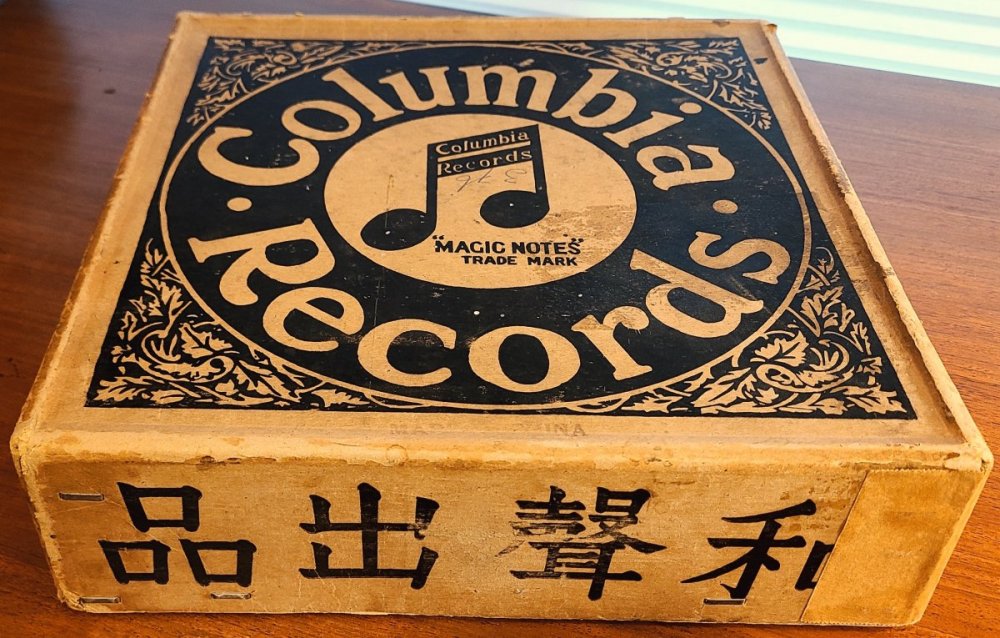 Columbia
Columbia
Records
"MAGIC NOTES"
TRADE MARK
Records
和聲出品